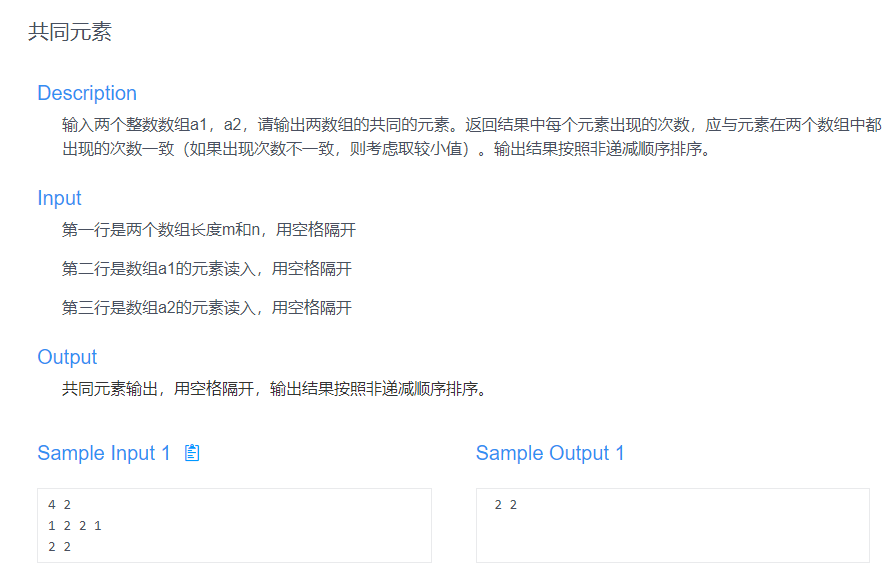 共同元素
Description
输入两个整数数组a1，a2，请输出两数组的共同的元素。返回结果中每个元素出现的次数，应与元素在两个数组中都
出现的次数一致（如果出现次数不一致，则考虑取较小值）。输出结果按照非递减顺序排序。
Input
第一行是两个数组长度m和n，用空格隔开
第二行是数组a1的元素读入，用空格隔开
第三行是数组a2的元素读入，用空格隔开
Output
共同元素输出，用空格隔开，输出结果按照非递减顺序排序。
Sample Input 1
4 2
1 2 2 1
2 2
Sample Output 1
2 2